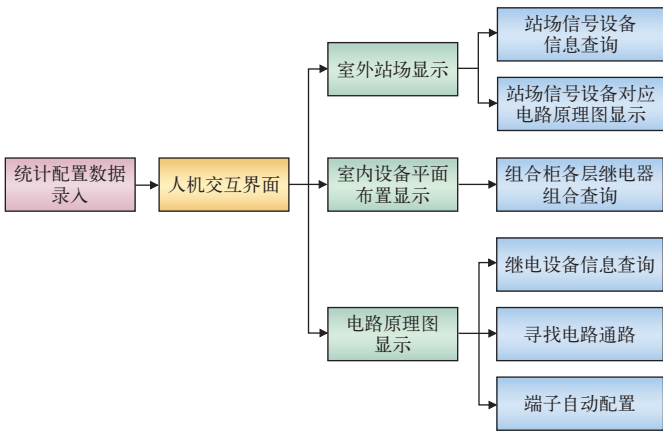 统计配置数据
录入
人机交互界面
室外站场显示
站场信号设备
信息查询
站场信号设备对应
电路原理图显示
室内设备平面
布置显示
组合柜各层继电器
组合查询
电路原理图
显示
继电设备信息查询
寻找电路通路
端子自动配置